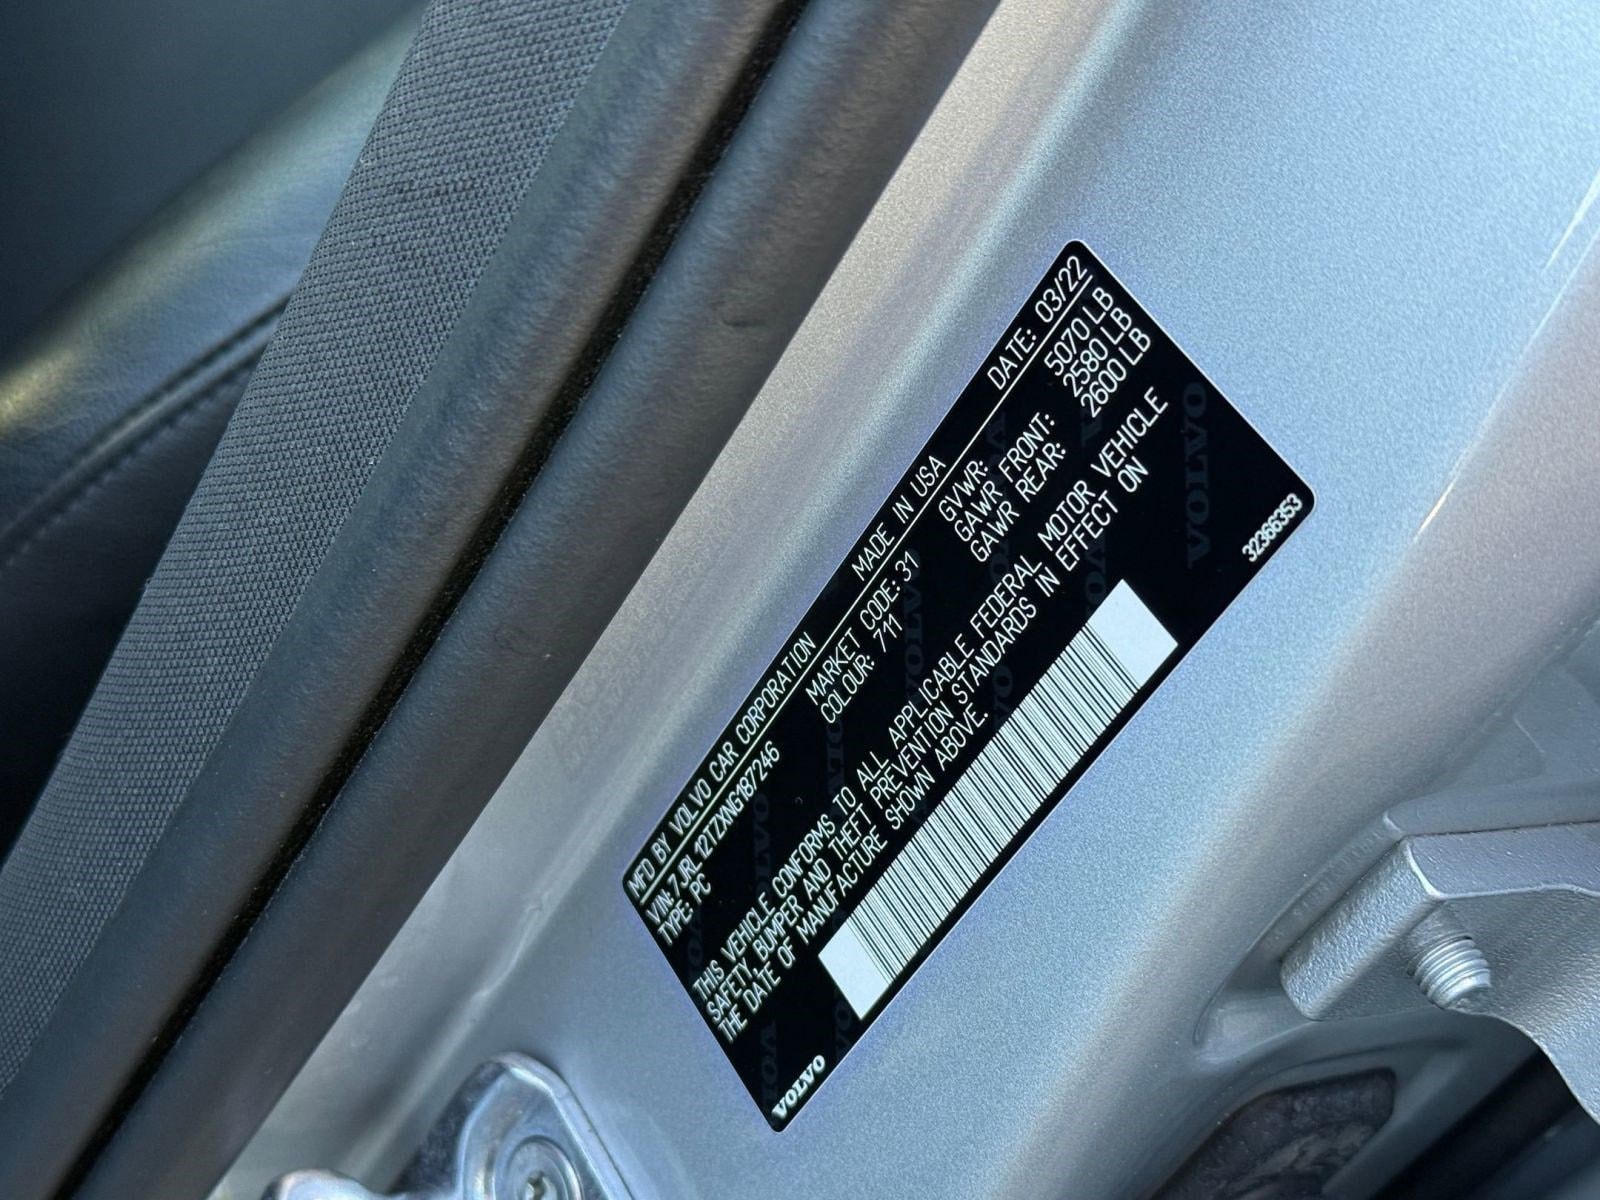 MFD BY VOLVO CAR CORPORATION MADE IN USA DATE: 03/22
VIN: 7JRL12TZXNG187246 MARKET CODE: 31 GVWR: 5070 LB
TYPE: PC COLOUR: 711 GAWR FRONT: 2580 LB
GAWR REAR: 2600 LB
THIS VEHICLE CONFORMS TO ALL APPLICABLE FEDERAL MOTOR VEHICLE
SAFETY, BUMPER AND THEFT PREVENTION STANDARDS IN EFFECT ON
THE DATE OF MANUFACTURE SHOWN ABOVE.
VOLVO 32366353